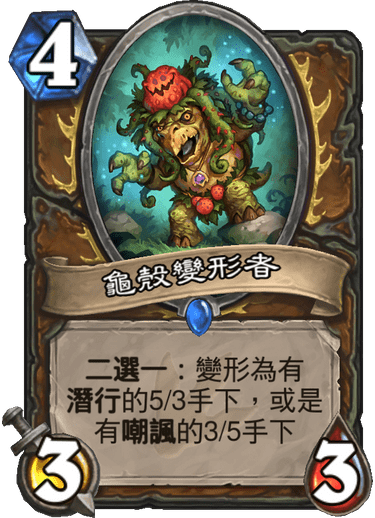 4
龜殼變形者
二選一：變形為有
潛行的5/3手下，或是
有嘲諷的3/5手下
3
3